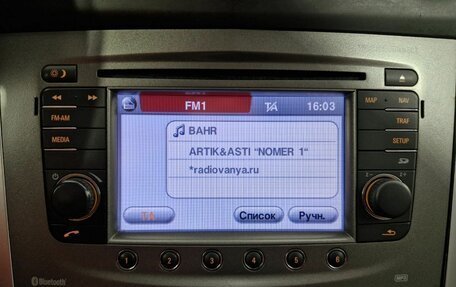 FM1 TA 16:03
MAP NAV
FM-AM
BAHR
TRAF
MEDIA
ARTIK&ASTI "NOMER 1"
SETUP
*radiovanya.ru
TA Список Ручн.
1 2 3 4 5 6
Bluetooth MP3